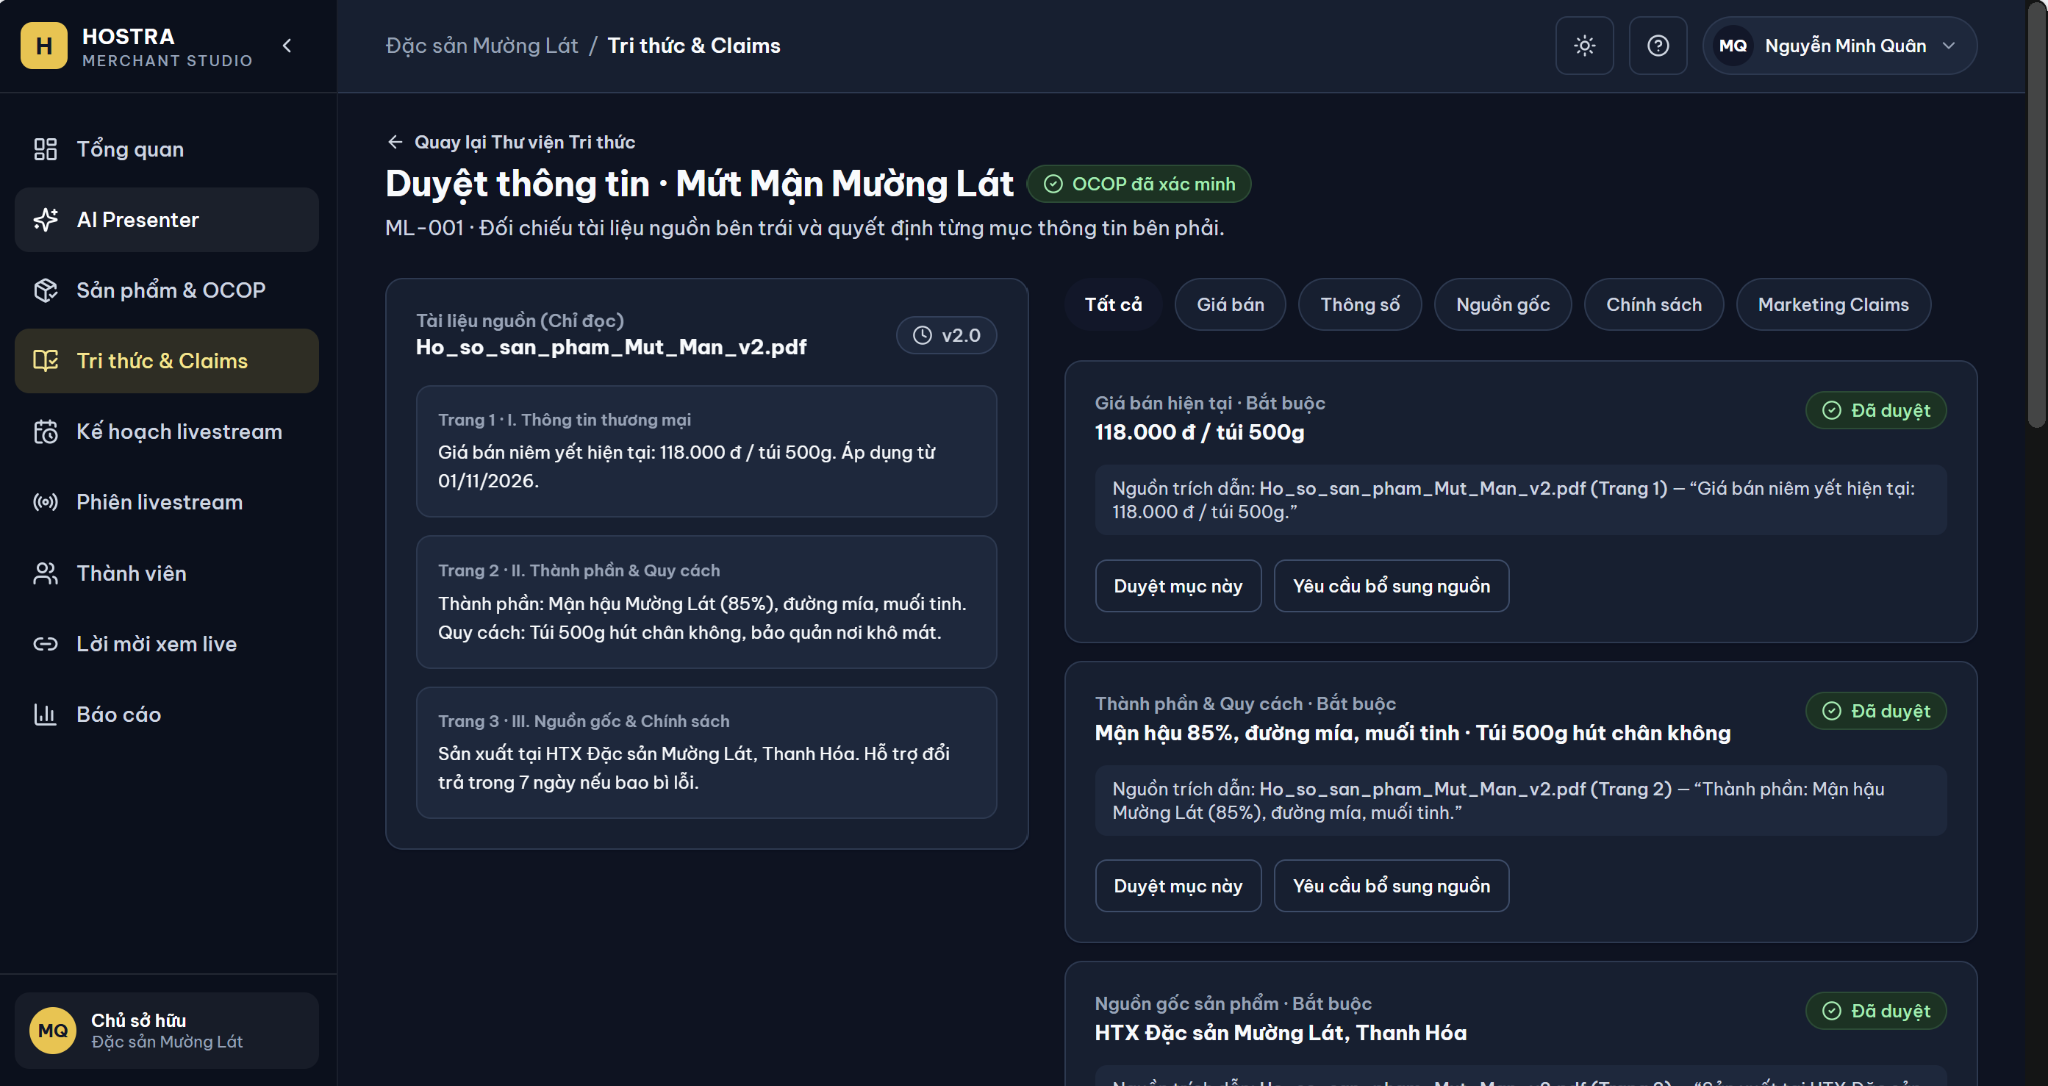 H
HOSTRA
MERCHANT STUDIO
Tổng quan
AI Presenter
Sản phẩm & OCOP
Tri thức & Claims
Kế hoạch livestream
Phiên livestream
Thành viên
Lời mời xem live
Báo cáo
MQ
Chủ sở hữu
Đặc sản Mường Lát
Đặc sản Mường Lát / Tri thức & Claims
MQ Nguyễn Minh Quân
Quay lại Thư viện Tri thức
Duyệt thông tin · Mứt Mận Mường Lát
OCOP đã xác minh
ML-001 · Đối chiếu tài liệu nguồn bên trái và quyết định từng mục thông tin bên phải.
Tài liệu nguồn (Chỉ đọc)
Ho_so_san_pham_Mut_Man_v2.pdf
v2.0
Trang 1 · I. Thông tin thương mại
Giá bán niêm yết hiện tại: 118.000 đ / túi 500g. Áp dụng từ
01/11/2026.
Trang 2 · II. Thành phần & Quy cách
Thành phần: Mận hậu Mường Lát (85%), đường mía, muối tinh.
Quy cách: Túi 500g hút chân không, bảo quản nơi khô mát.
Trang 3 · III. Nguồn gốc & Chính sách
Sản xuất tại HTX Đặc sản Mường Lát, Thanh Hóa. Hỗ trợ đổi
trả trong 7 ngày nếu bao bì lỗi.
Tất cả
Giá bán
Thông số
Nguồn gốc
Chính sách
Marketing Claims
Giá bán hiện tại · Bắt buộc
118.000 đ / túi 500g
Đã duyệt
Nguồn trích dẫn: Ho_so_san_pham_Mut_Man_v2.pdf (Trang 1) — “Giá bán niêm yết hiện tại:
118.000 đ / túi 500g.”
Duyệt mục này
Yêu cầu bổ sung nguồn
Thành phần & Quy cách · Bắt buộc
Mận hậu 85%, đường mía, muối tinh · Túi 500g hút chân không
Đã duyệt
Nguồn trích dẫn: Ho_so_san_pham_Mut_Man_v2.pdf (Trang 2) — “Thành phần: Mận hậu
Mường Lát (85%), đường mía, muối tinh.”
Duyệt mục này
Yêu cầu bổ sung nguồn
Nguồn gốc sản phẩm · Bắt buộc
HTX Đặc sản Mường Lát, Thanh Hóa
Đã duyệt